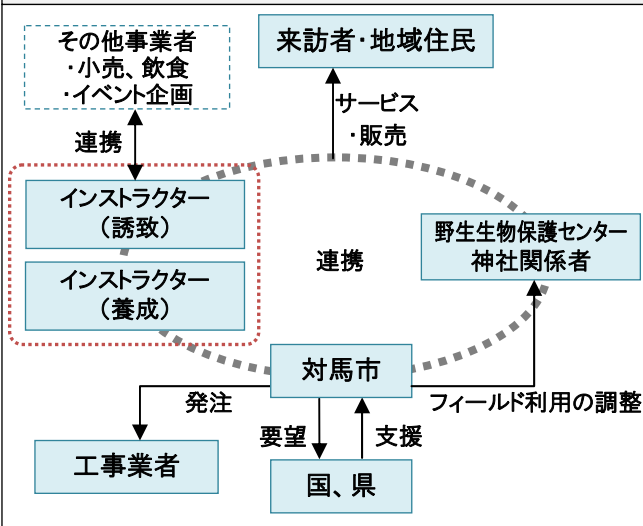 その他事業者
・小売、飲食
・イベント企画
来訪者・地域住民
サービス
・販売
連携
インストラクター
（誘致）
インストラクター
（養成）
連携
野生生物保護センター
神社関係者
対馬市
発注
フィールド利用の調整
要望
支援
工事業者
国、県